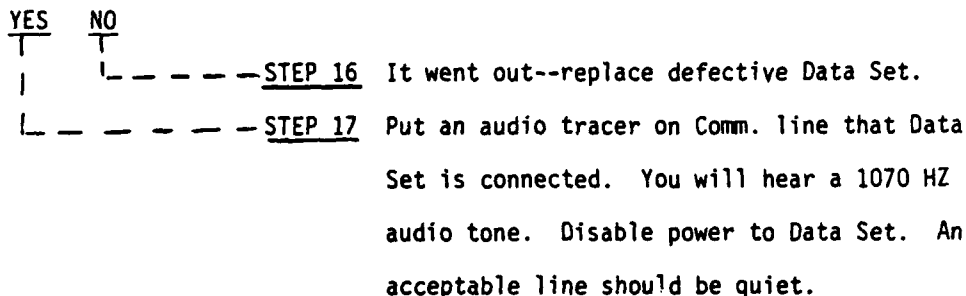 YES NO
STEP 16 It went out--replace defective Data Set.
STEP 17 Put an audio tracer on Comm. line that Data
Set is connected. You will hear a 1070 HZ
audio tone. Disable power to Data Set. An
acceptable line should be quiet.